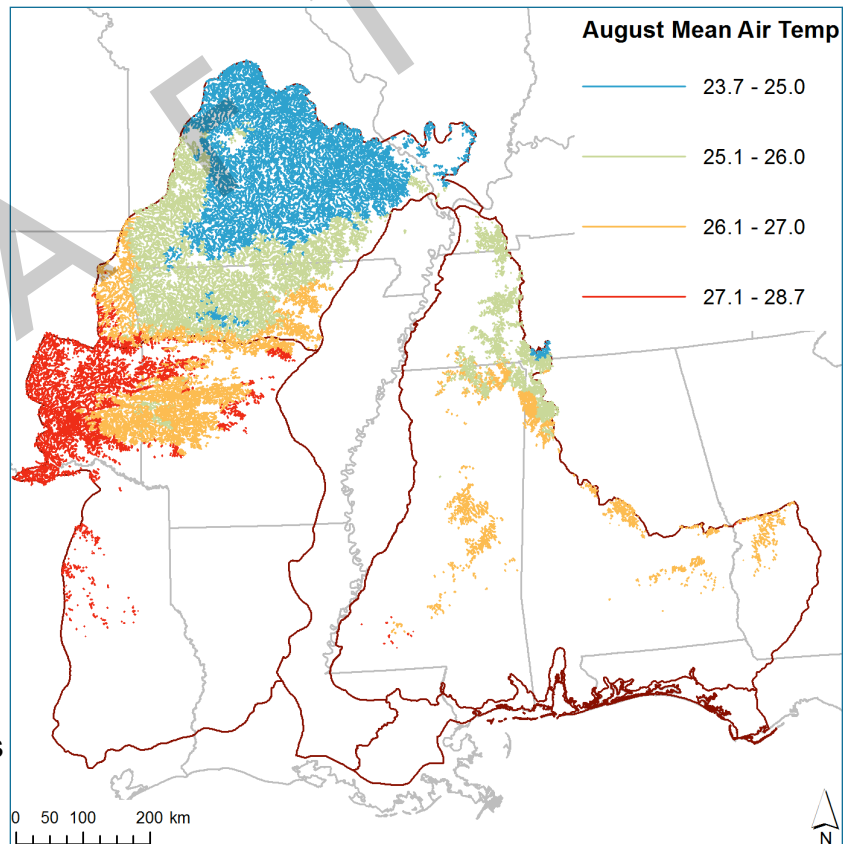 August Mean Air Temp
23.7 - 25.0
25.1 - 26.0
26.1 - 27.0
27.1 - 28.7
s
0 50 100 200 km
N
A F T